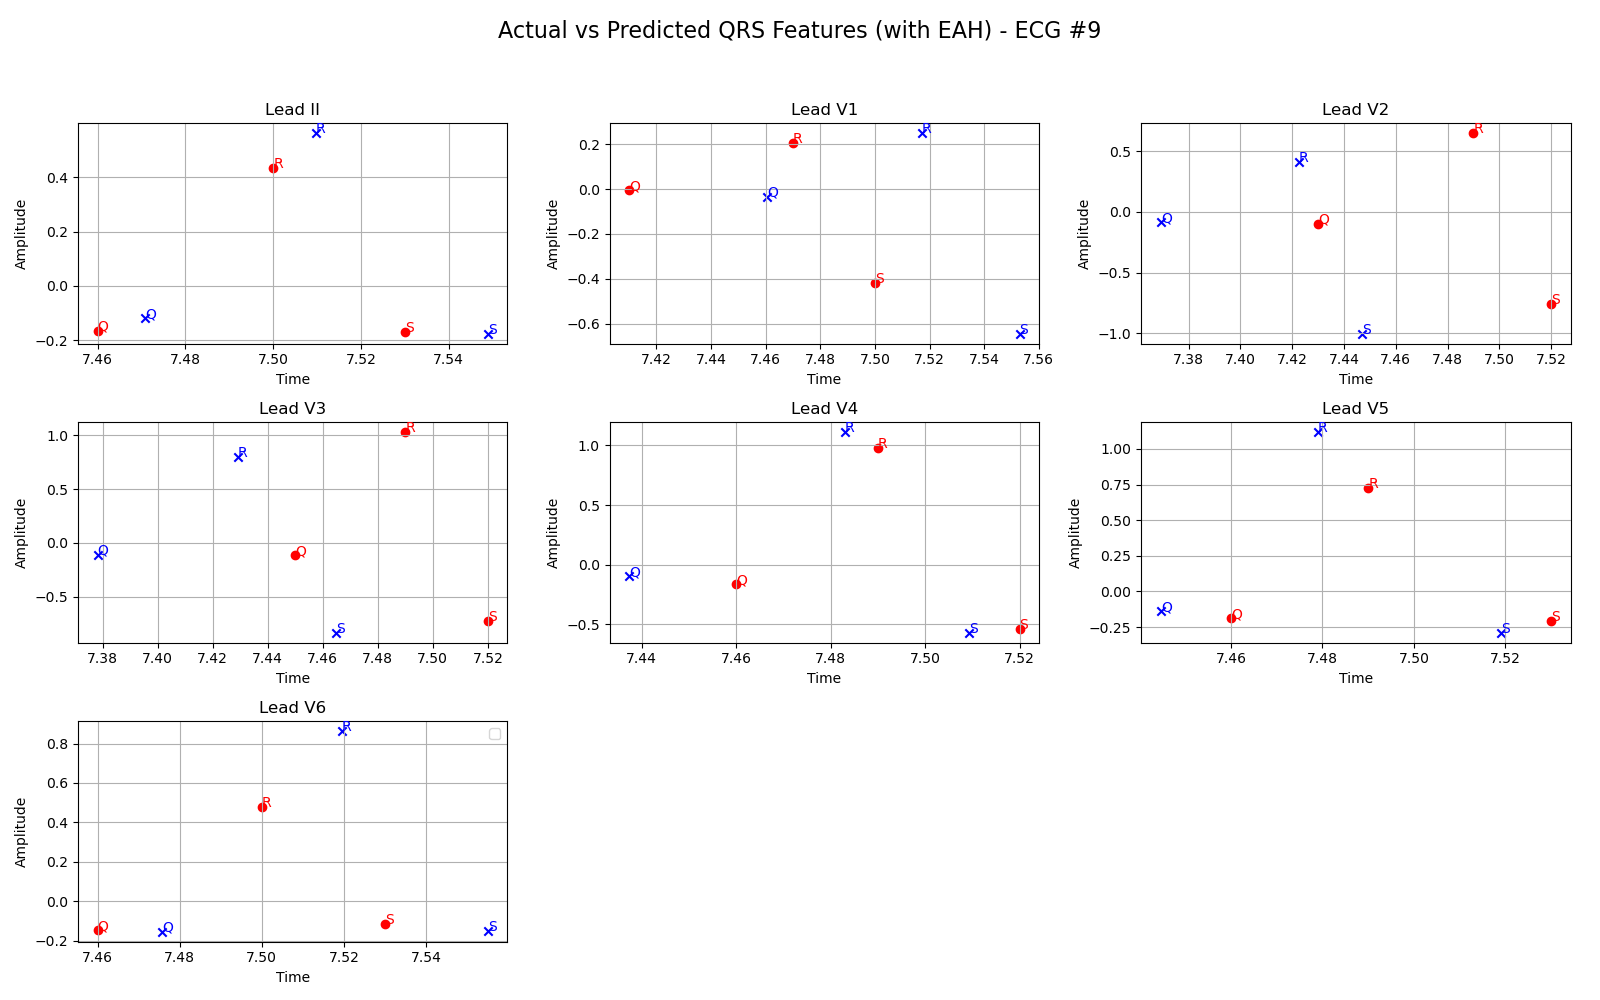 Actual vs Predicted QRS Features (with EAH) - ECG #9
Lead II
R
R
Q
Q
S
S
0.4
0.2
0.0
−0.2
Amplitude
7.46 7.48 7.50 7.52 7.54
Time
Lead V1
R
R
Q
Q
S
S
0.2
0.0
−0.2
−0.4
−0.6
Amplitude
7.42 7.44 7.46 7.48 7.50 7.52 7.54 7.56
Time
Lead V2
R
R
Q
Q
S
S
0.5
0.0
−0.5
−1.0
Amplitude
7.38 7.40 7.42 7.44 7.46 7.48 7.50 7.52
Time
Lead V3
R
R
Q
Q
S
S
1.0
0.5
0.0
−0.5
Amplitude
7.38 7.40 7.42 7.44 7.46 7.48 7.50 7.52
Time
Lead V4
R
R
Q
Q
S
S
1.0
0.5
0.0
−0.5
Amplitude
7.44 7.46 7.48 7.50 7.52
Time
Lead V5
R
R
Q
Q
S
S
1.00
0.75
0.50
0.25
0.00
−0.25
Amplitude
7.46 7.48 7.50 7.52
Time
Lead V6
R
R
Q
Q
S
S
0.8
0.6
0.4
0.2
0.0
−0.2
Amplitude
7.46 7.48 7.50 7.52 7.54
Time